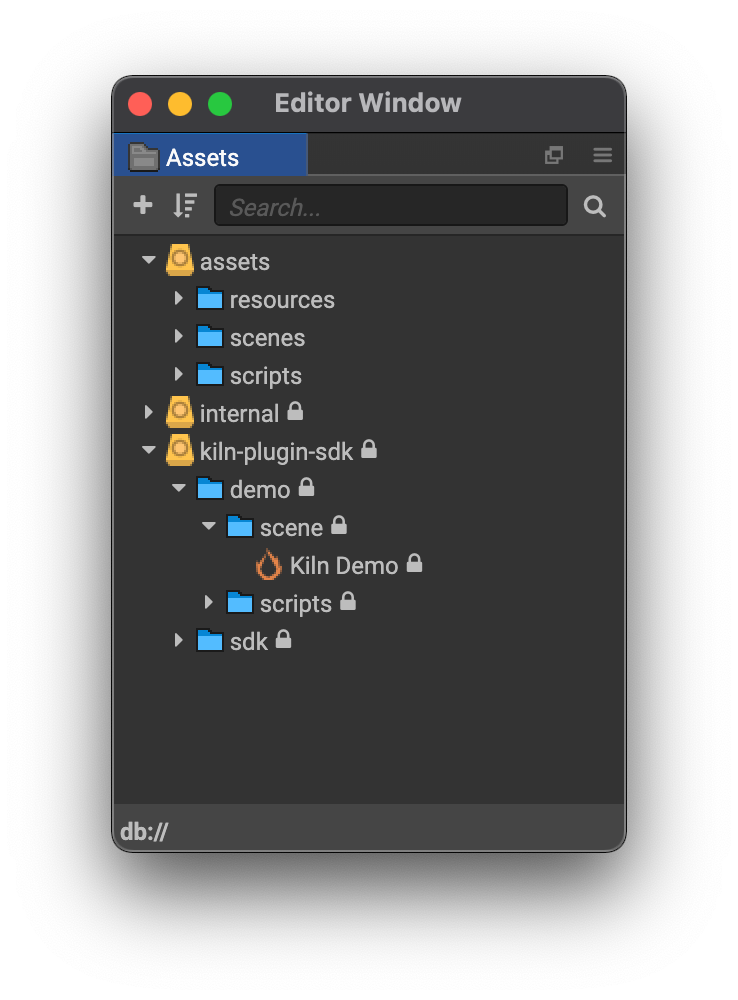 Editor Window
Assets
Search...
assets
resources
scenes
scripts
internal
kiln-plugin-sdk
demo
scene
Kiln Demo
scripts
sdk
db://